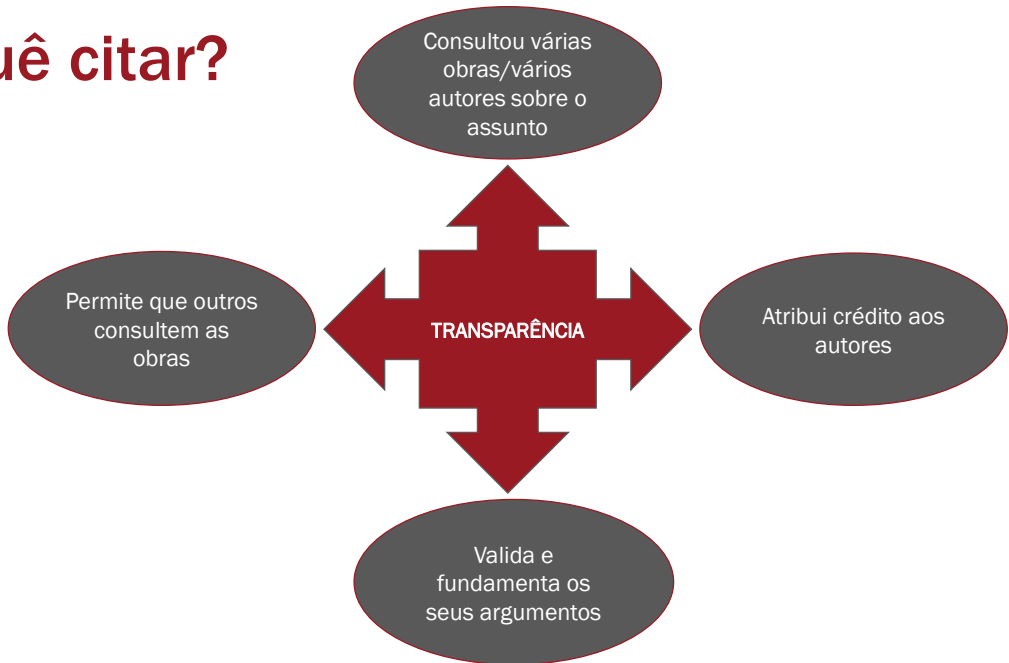 uê citar?
Consultou várias
obras/vários
autores sobre o
assunto
Permite que outros
consultem as
obras
TRANSPARÊNCIA
Atribui crédito aos
autores
Valida e
fundamenta os
seus argumentos